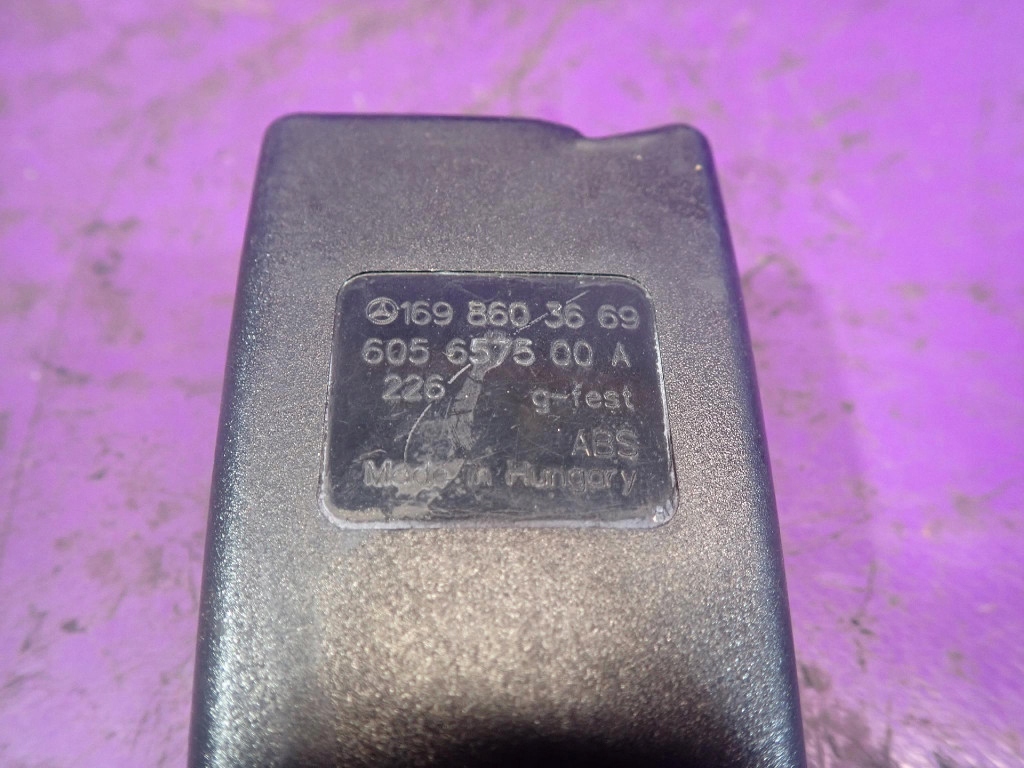 169 860 36 69
605 6575 00 A
226 g-fest
ABS
Made in Hungary